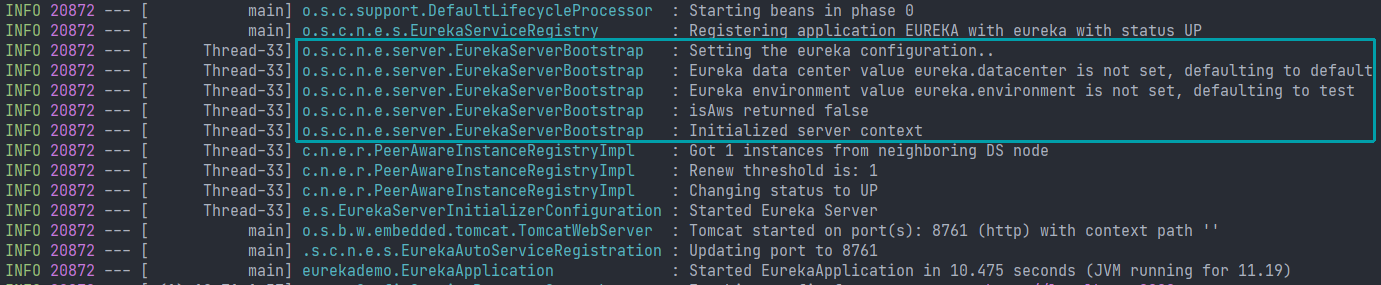 INFO 20872 --- [           main] o.s.c.support.DefaultLifecycleProcessor  : Starting beans in phase 0
INFO 20872 --- [           main] o.s.c.n.e.s.EurekaServiceRegistry        : Registering application EUREKA with eureka with status UP
INFO 20872 --- [      Thread-33] o.s.c.n.e.server.EurekaServerBootstrap   : Setting the eureka configuration..
INFO 20872 --- [      Thread-33] o.s.c.n.e.server.EurekaServerBootstrap   : Eureka data center value eureka.datacenter is not set, defaulting to default
INFO 20872 --- [      Thread-33] o.s.c.n.e.server.EurekaServerBootstrap   : Eureka environment value eureka.environment is not set, defaulting to test
INFO 20872 --- [      Thread-33] o.s.c.n.e.server.EurekaServerBootstrap   : isAws returned false
INFO 20872 --- [      Thread-33] o.s.c.n.e.server.EurekaServerBootstrap   : Initialized server context
INFO 20872 --- [      Thread-33] c.n.e.r.PeerAwareInstanceRegistryImpl    : Got 1 instances from neighboring DS node
INFO 20872 --- [      Thread-33] c.n.e.r.PeerAwareInstanceRegistryImpl    : Renew threshold is: 1
INFO 20872 --- [      Thread-33] c.n.e.r.PeerAwareInstanceRegistryImpl    : Changing status to UP
INFO 20872 --- [      Thread-33] e.s.EurekaServerInitializerConfiguration : Started Eureka Server
INFO 20872 --- [           main] o.s.b.w.embedded.tomcat.TomcatWebServer  : Tomcat started on port(s): 8761 (http) with context path ''
INFO 20872 --- [           main] .s.c.n.e.s.EurekaAutoServiceRegistration : Updating port to 8761
INFO 20872 --- [           main] eurekademo.EurekaApplication             : Started EurekaApplication in 10.475 seconds (JVM running for 11.19)